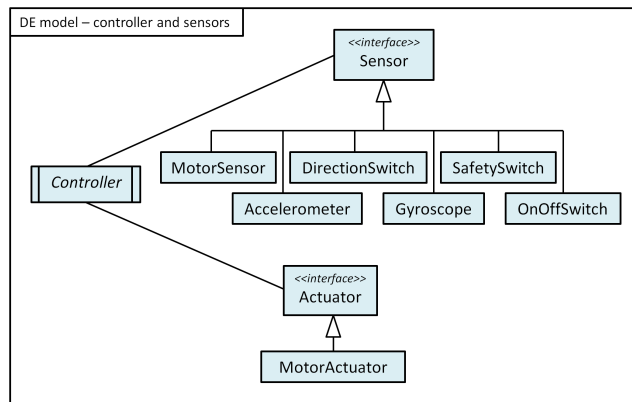 DE model – controller and sensors
<<interface>>
Sensor
MotorSensor
DirectionSwitch
SafetySwitch
Controller
Accelerometer
Gyroscope
OnOffSwitch
<<interface>>
Actuator
MotorActuator